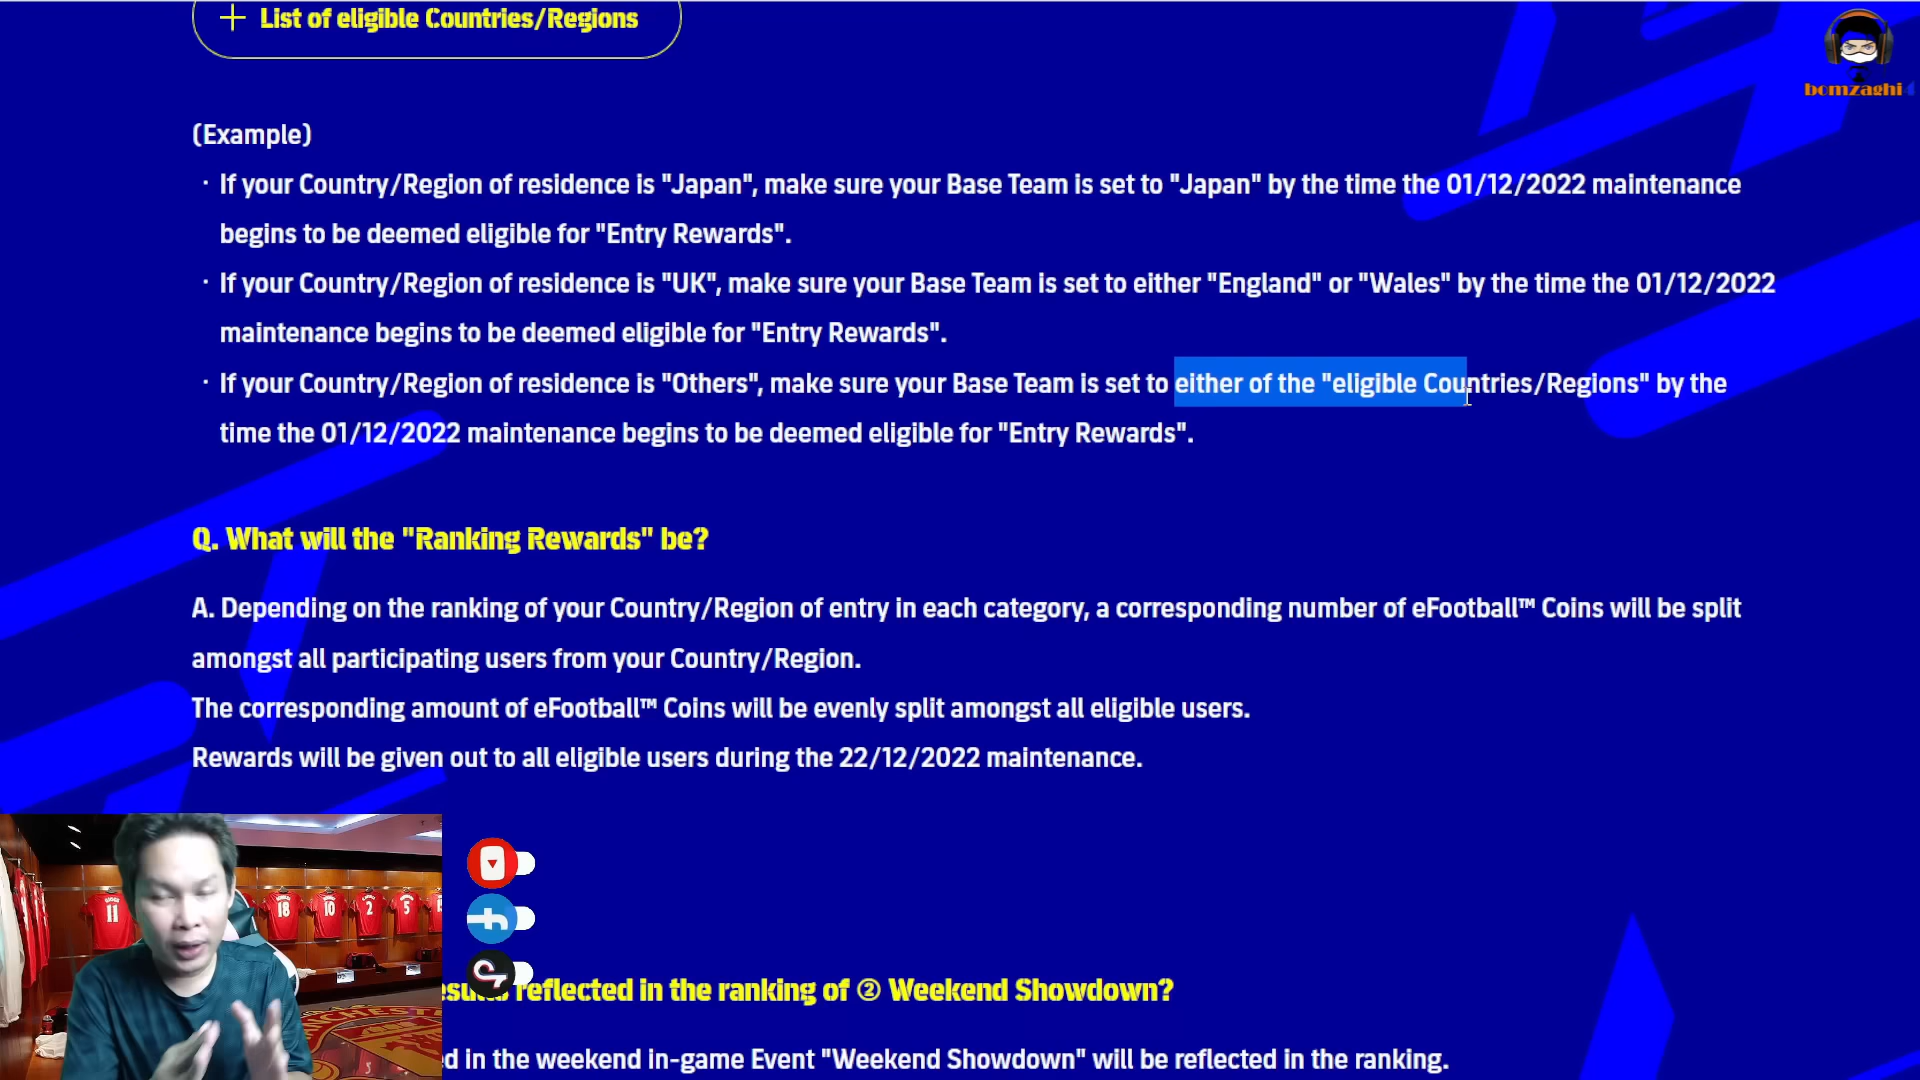 List of eligible Countries/Regions
bomzaghi
(Example)
· If your Country/Region of residence is "Japan", make sure your Base Team is set to "Japan" by the time the 01/12/2022 maintenance
begins to be deemed eligible for "Entry Rewards".
· If your Country/Region of residence is "UK", make sure your Base Team is set to either "England" or "Wales" by the time the 01/12/2022
maintenance begins to be deemed eligible for "Entry Rewards".
· If your Country/Region of residence is "Others", make sure your Base Team is set to either of the "eligible Countries/Regions" by the
time the 01/12/2022 maintenance begins to be deemed eligible for "Entry Rewards".
Q. What will the "Ranking Rewards" be?
A. Depending on the ranking of your Country/Region of entry in each category, a corresponding number of eFootball™ Coins will be split
amongst all participating users from your Country/Region.
The corresponding amount of eFootball™ Coins will be evenly split amongst all eligible users.
Rewards will be given out to all eligible users during the 22/12/2022 maintenance.
11 18 10 2 5
reflected in the ranking of ② Weekend Showdown?
in the weekend in-game Event "Weekend Showdown" will be reflected in the ranking.